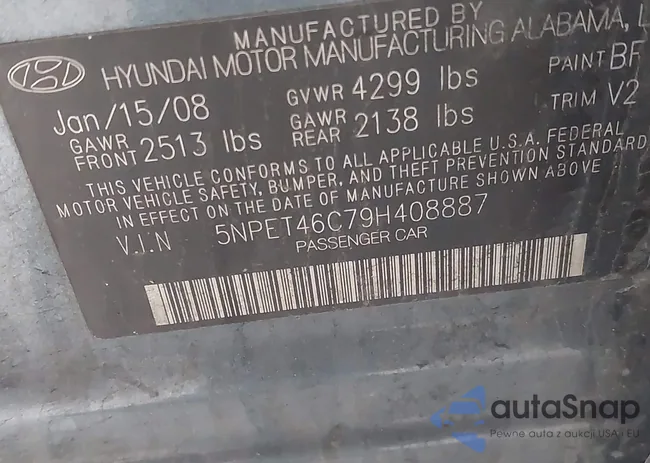 MANUFACTURED BY
HYUNDAI MOTOR MANUFACTURING ALABAMA, L
Jan/15/08 GVWR 4299 lbs PAINT BF
GAWR FRONT 2513 lbs GAWR REAR 2138 lbs TRIM V2
THIS VEHICLE CONFORMS TO ALL APPLICABLE U.S.A. FEDERAL
MOTOR VEHICLE SAFETY, BUMPER, AND THEFT PREVENTION STANDARD
IN EFFECT ON THE DATE OF MANUFACTURE SHOWN ABOVE
V.I.N 5NPET46C79H408887
PASSENGER CAR
autaSnap
Pewne auta z aukcji USA i EU